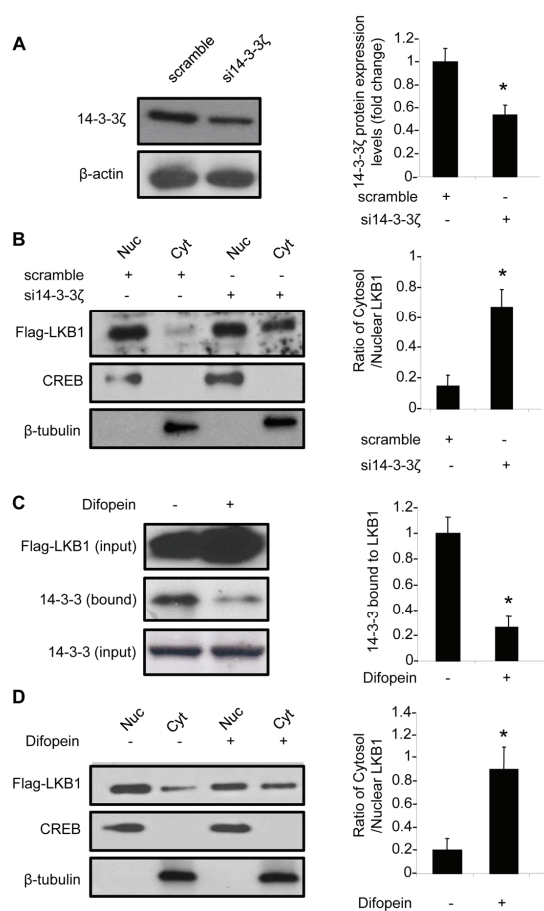 A
scramble
si14-3-3ζ
14-3-3ζ
β-actin
14-3-3ζ protein expression
levels (fold change)
1.2
1
0.8
0.6
0.4
0.2
0
*
scramble + -
si14-3-3ζ - +
B
Nuc Cyt Nuc Cyt
scramble + + - -
si14-3-3ζ - - + +
Flag-LKB1
CREB
β-tubulin
Ratio of Cytosol
/Nuclear LKB1
1
0.8
0.6
0.4
0.2
0
*
scramble + -
si14-3-3ζ - +
C
Difopein - +
Flag-LKB1 (input)
14-3-3 (bound)
14-3-3 (input)
14-3-3 bound to LKB1
1.2
1
0.8
0.6
0.4
0.2
0
*
Difopein - +
D
Nuc Cyt Nuc Cyt
Difopein - - + +
Flag-LKB1
CREB
β-tubulin
Ratio of Cytosol
/Nuclear LKB1
1.4
1.2
1
0.8
0.6
0.4
0.2
0
*
Difopein - +